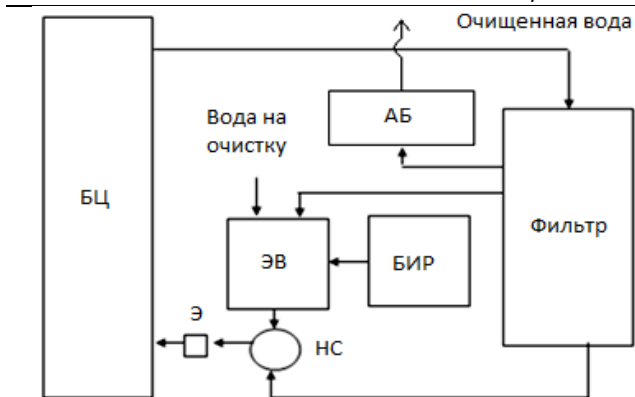 Очищенная вода
АБ
Вода на
очистку
БЦ
Фильтр
ЭВ
БИР
Э
НС